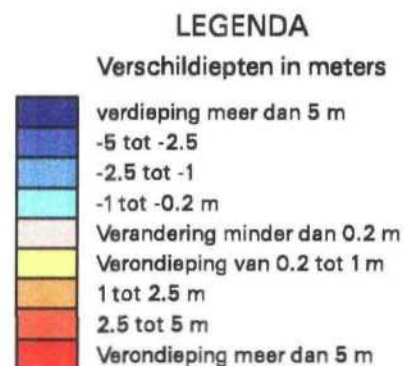 LEGENDA
Verschildiepten in meters
verdieping meer dan 5 m
-5 tot -2.5
-2.5 tot -1
-1 tot -0.2 m
Verandering minder dan 0.2 m
Verondieping van 0.2 tot 1 m
1 tot 2.5 m
2.5 tot 5 m
Verondieping meer dan 5 m